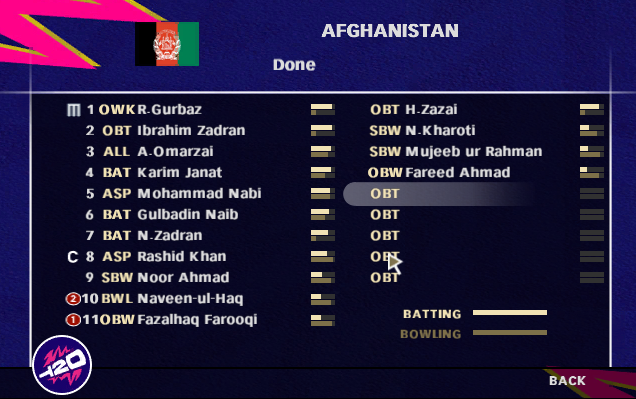 AFGHANISTAN
Done
1 OWK R.Gurbaz
2 OBT Ibrahim Zadran
3 ALL A.Omarzai
4 BAT Karim Janat
5 ASP Mohammad Nabi
6 BAT Gulbadin Naib
7 BAT N.Zadran
C 8 ASP Rashid Khan
9 SBW Noor Ahmad
2 10 BWL Naveen-ul-Haq
1 11 OBW Fazalhaq Farooqi
OBT H.Zazai
SBW N.Kharoti
SBW Mujeeb ur Rahman
OBW Fareed Ahmad
OBT
OBT
OBT
OBT
OBT
BATTING
BOWLING
T20
BACK